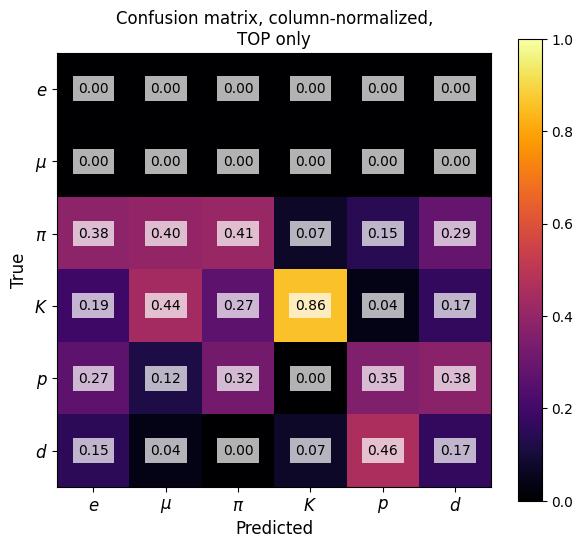 Confusion matrix, column-normalized,
TOP only
e 0.00 0.00 0.00 0.00 0.00 0.00
μ 0.00 0.00 0.00 0.00 0.00 0.00
π 0.38 0.40 0.41 0.07 0.15 0.29
K 0.19 0.44 0.27 0.86 0.04 0.17
p 0.27 0.12 0.32 0.00 0.35 0.38
d 0.15 0.04 0.00 0.07 0.46 0.17
e μ π K p d
Predicted
True
1.0
0.8
0.6
0.4
0.2
0.0